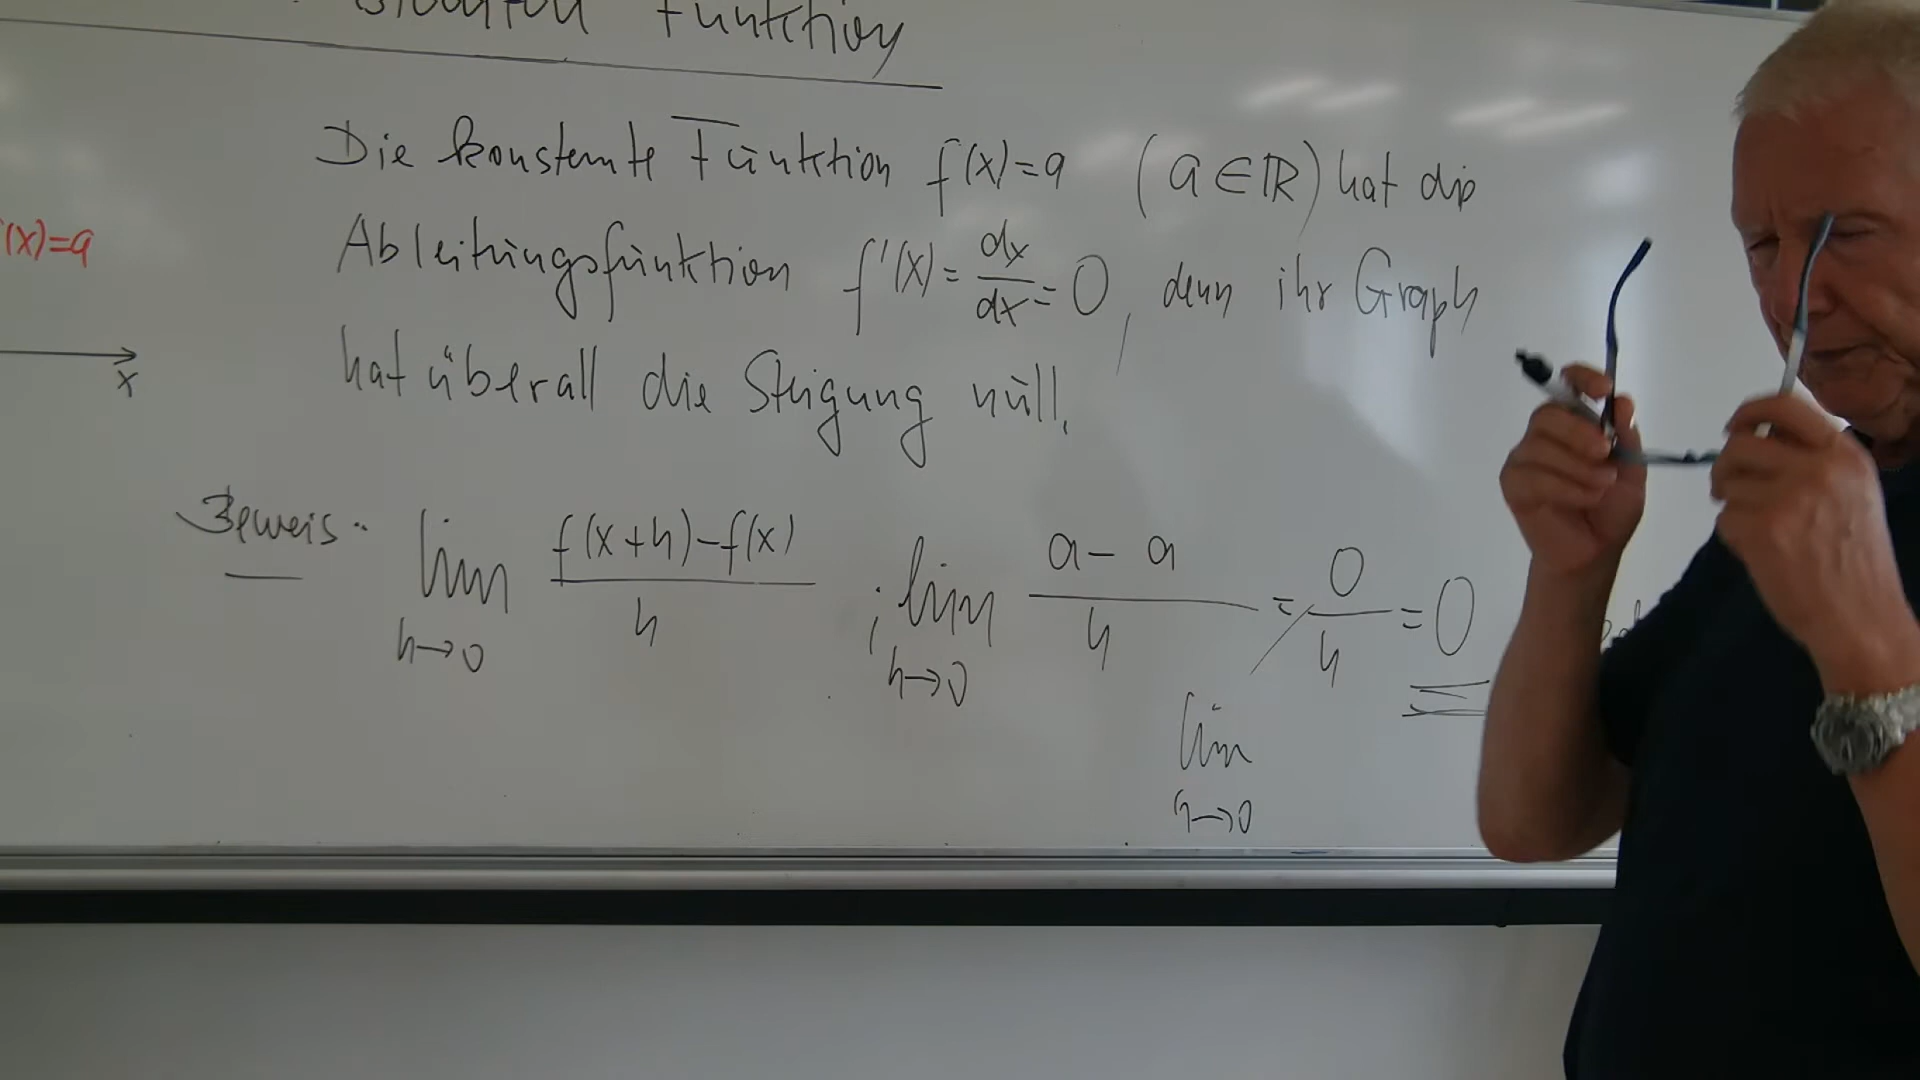 Funktion
Die konstante Funktion f(x)=a (a∈ℝ) hat die
(x)=a
Ableitungsfunktion f'(x)= dy/dx =0, denn ihr Graph
x
hat überall die Steigung null.
Beweis: lim h→0 f(x+h)-f(x) / h ; lim h→0 a-a / h = 0/h =0
lim
h→0